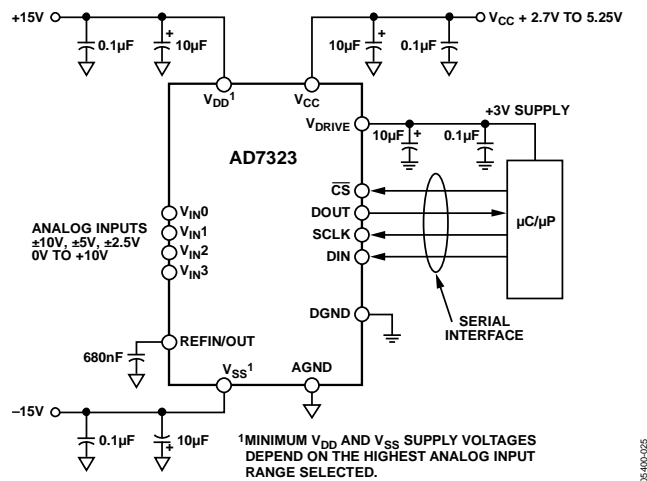 +15V
VCC + 2.7V TO 5.25V
0.1µF
+
10µF
10µF
+
0.1µF
VDD1
VCC
+3V SUPPLY
VDRIVE
10µF
+
0.1µF
AD7323
CS
µC/µP
DOUT
SCLK
DIN
ANALOG INPUTS
±10V, ±5V, ±2.5V
0V TO +10V
VIN0
VIN1
VIN2
VIN3
DGND
SERIAL
INTERFACE
REFIN/OUT
680nF
VSS1
AGND
–15V
0.1µF
10µF
+
1MINIMUM VDD AND VSS SUPPLY VOLTAGES
DEPEND ON THE HIGHEST ANALOG INPUT
RANGE SELECTED.
05400-025